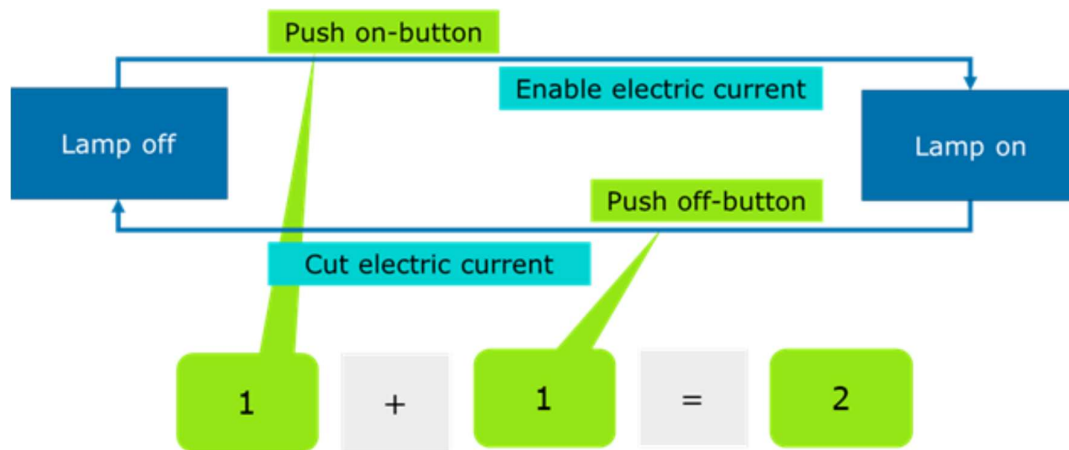 Push on-button
Enable electric current
Lamp off
Lamp on
Push off-button
Cut electric current
1 + 1 = 2